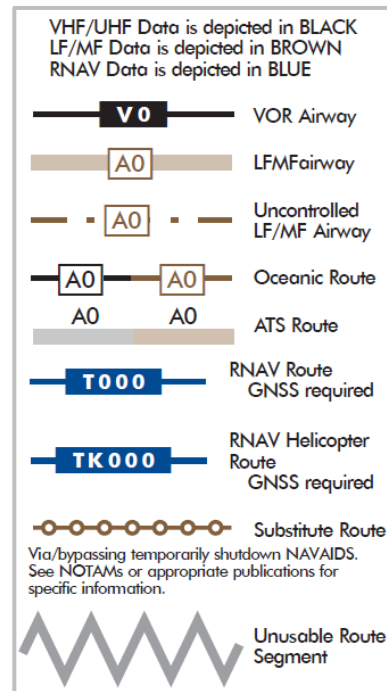 VHF/UHF Data is depicted in BLACK
LF/MF Data is depicted in BROWN
RNAV Data is depicted in BLUE
V0
VOR Airway
A0
LFMFairway
A0
Uncontrolled
LF/MF Airway
A0 A0
Oceanic Route
A0 A0
ATS Route
T000
RNAV Route
GNSS required
TK000
RNAV Helicopter
Route
GNSS required
Substitute Route
Via/bypassing temporarily shutdown NAVAIDS.
See NOTAMs or appropriate publications for
specific information.
Unusable Route
Segment